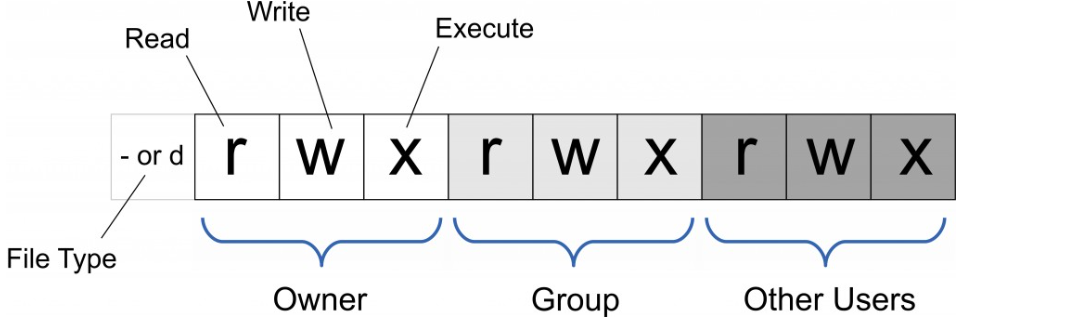 Write
Read
Execute
- or d r w x r w x r w x
File Type
Owner Group Other Users